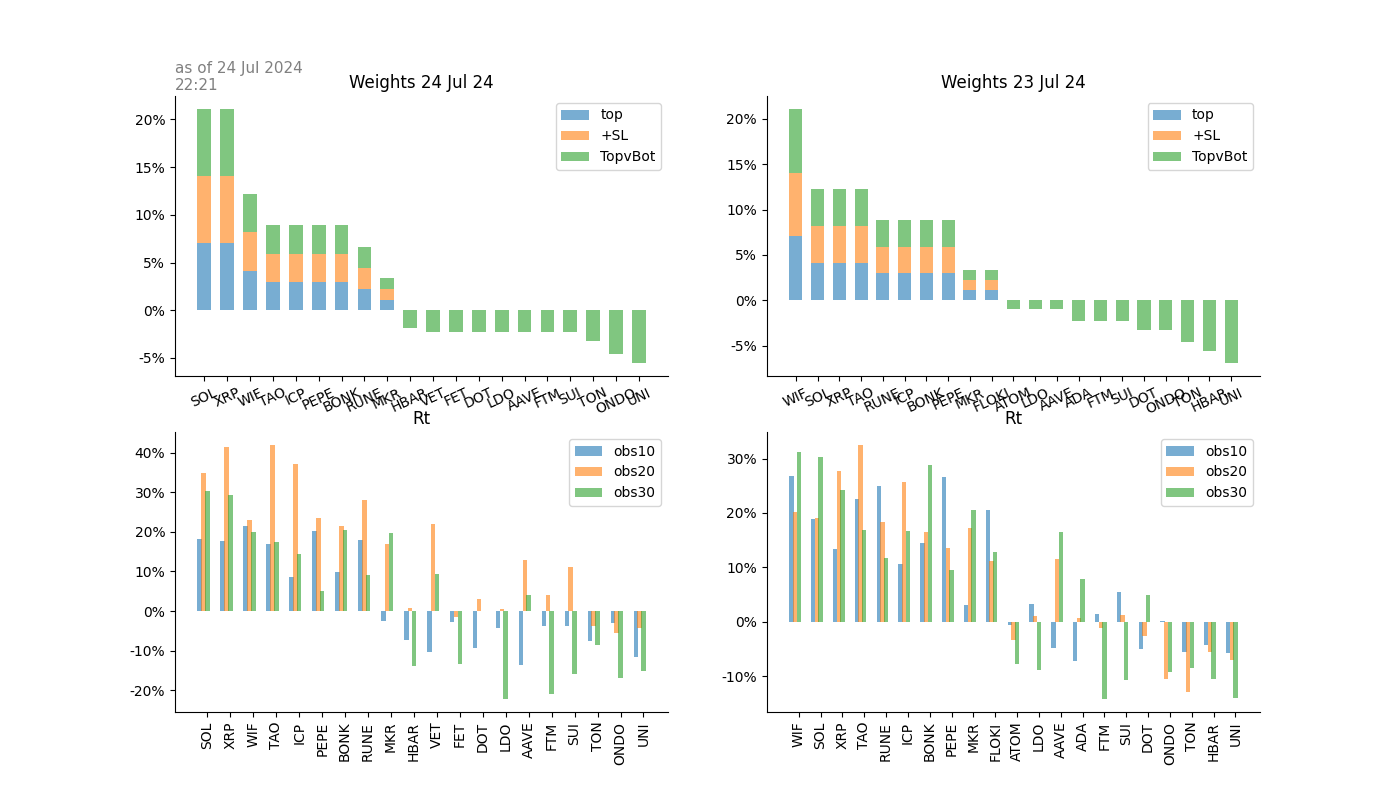 as of 24 Jul 2024
22:21
Weights 24 Jul 24
20%
15%
10%
5%
0%
-5%
top
+SL
TopvBot
SOL XRP WIF TAO ICP PEPE BONK RUNE MKR HBAR VET FET DOT LDO AAVE FTM SUI TON ONDO UNI
Weights 23 Jul 24
20%
15%
10%
5%
0%
-5%
top
+SL
TopvBot
WIF SOL XRP TAO RUNE ICP BONK PEPE MKR FLOKI ATOM LDO AAVE ADA FTM SUI DOT ONDO TON HBAR UNI
Rt
40%
30%
20%
10%
0%
-10%
-20%
obs10
obs20
obs30
SOL XRP WIF TAO ICP PEPE BONK RUNE MKR HBAR VET FET DOT LDO AAVE FTM SUI TON ONDO UNI
Rt
30%
20%
10%
0%
-10%
obs10
obs20
obs30
WIF SOL XRP TAO RUNE ICP BONK PEPE MKR FLOKI ATOM LDO AAVE ADA FTM SUI DOT ONDO TON HBAR UNI